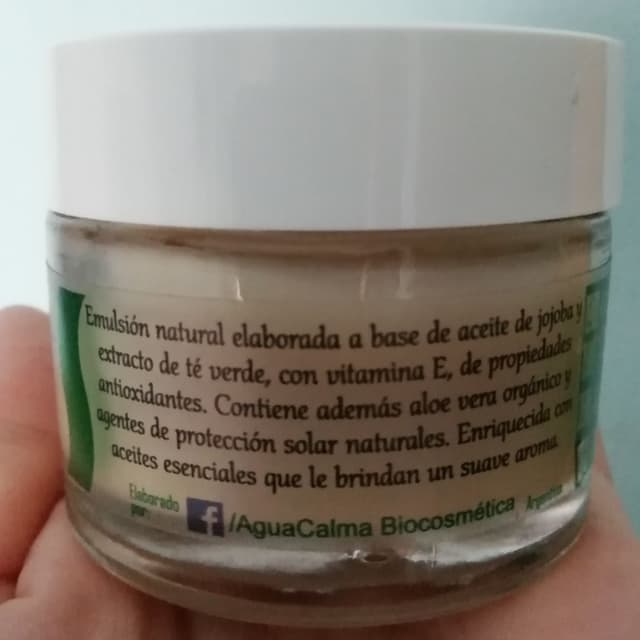 Emulsión natural elaborada a base de aceite de jojoba y
extracto de té verde, con vitamina E, de propiedades
antioxidantes. Contiene además aloe vera orgánico y
agentes de protección solar naturales. Enriquecida con
aceites esenciales que le brindan un suave aroma.
Elaborado
por: f /AguaCalma Biocosmética Argentina